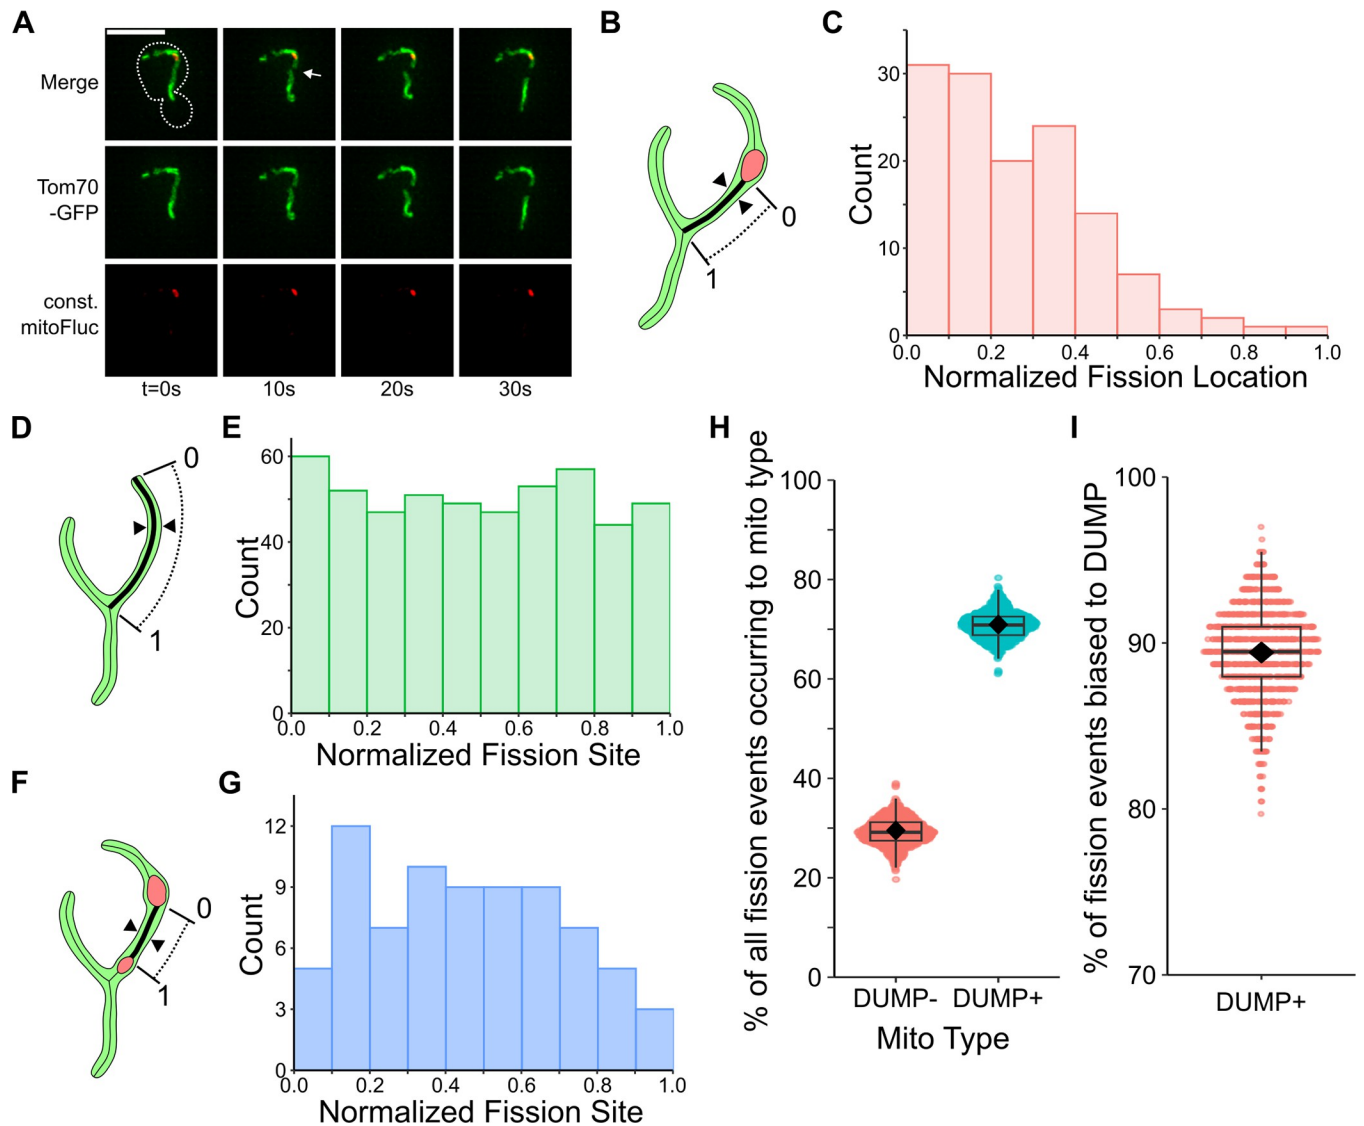 A
Merge
Tom70
-GFP
const.
mitoFluc
t=0s
10s
20s
30s
B
0
1
C
Count
30
20
10
0
0.0
0.2
0.4
0.6
0.8
1.0
Normalized Fission Location
D
0
1
E
Count
60
40
20
0
0.0
0.2
0.4
0.6
0.8
1.0
Normalized Fission Site
F
0
1
G
Count
12
9
6
3
0
0.0
0.2
0.4
0.6
0.8
1.0
Normalized Fission Site
H
% of all fission events occurring to mito type
100
80
60
40
20
0
DUMP-
DUMP+
Mito Type
I
% of fission events biased to DUMP
100
90
80
70
DUMP+